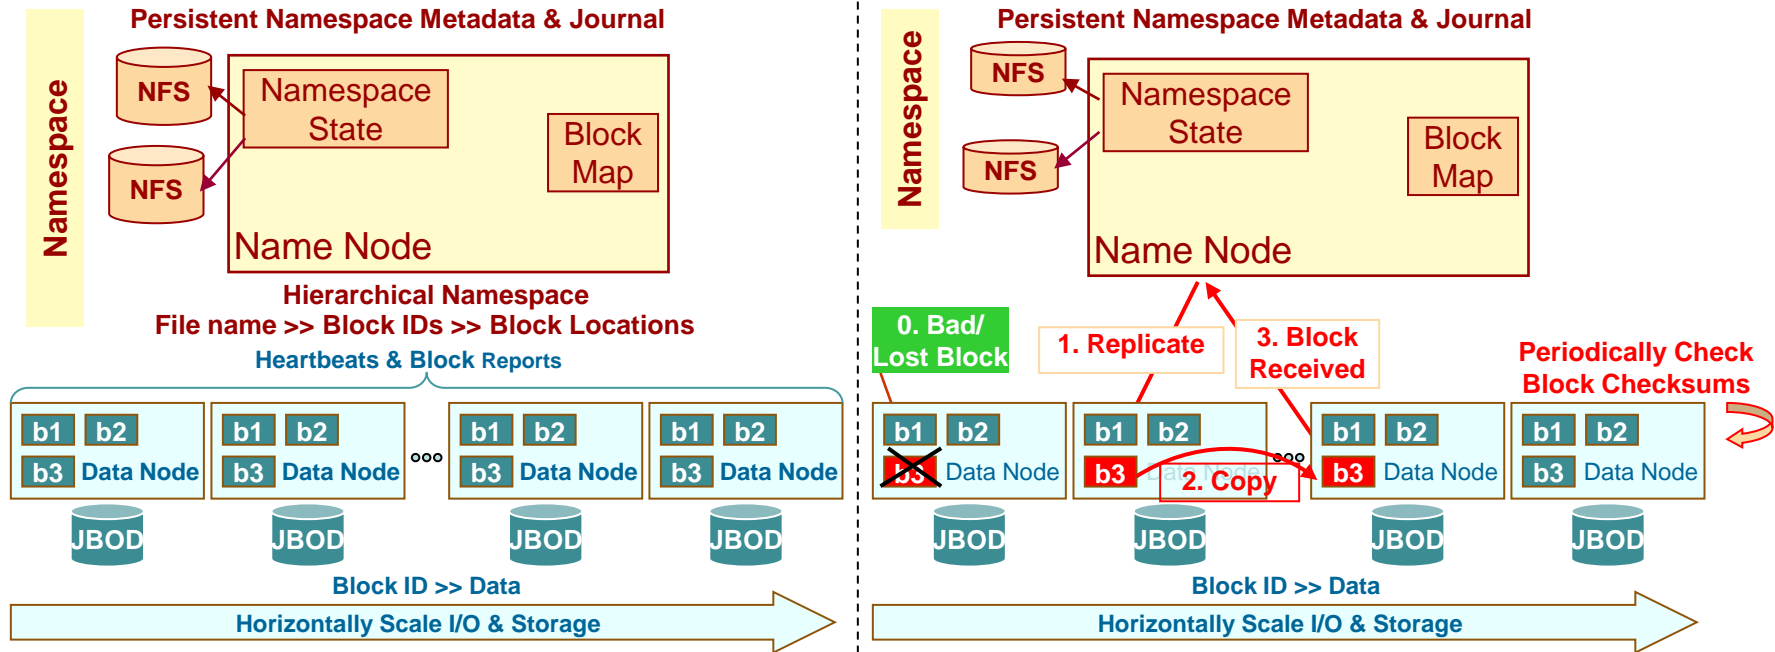 Persistent Namespace Metadata & Journal
Namespace
NFS
NFS
Namespace
State
Block
Map
Name Node
Hierarchical Namespace
File name >> Block IDs >> Block Locations
Heartbeats & Block Reports
b1 b2
b3 Data Node
b1 b2
b3 Data Node
b1 b2
b3 Data Node
b1 b2
b3 Data Node
JBOD
JBOD
JBOD
JBOD
Block ID >> Data
Horizontally Scale I/O & Storage
Persistent Namespace Metadata & Journal
Namespace
NFS
NFS
Namespace
State
Block
Map
Name Node
0. Bad/
Lost Block
1. Replicate
3. Block
Received
Periodically Check
Block Checksums
b1 b2
b3 Data Node
b1 b2
b3 Data Node
2. Copy
b1 b2
b3 Data Node
b1 b2
b3 Data Node
JBOD
JBOD
JBOD
JBOD
Block ID >> Data
Horizontally Scale I/O & Storage